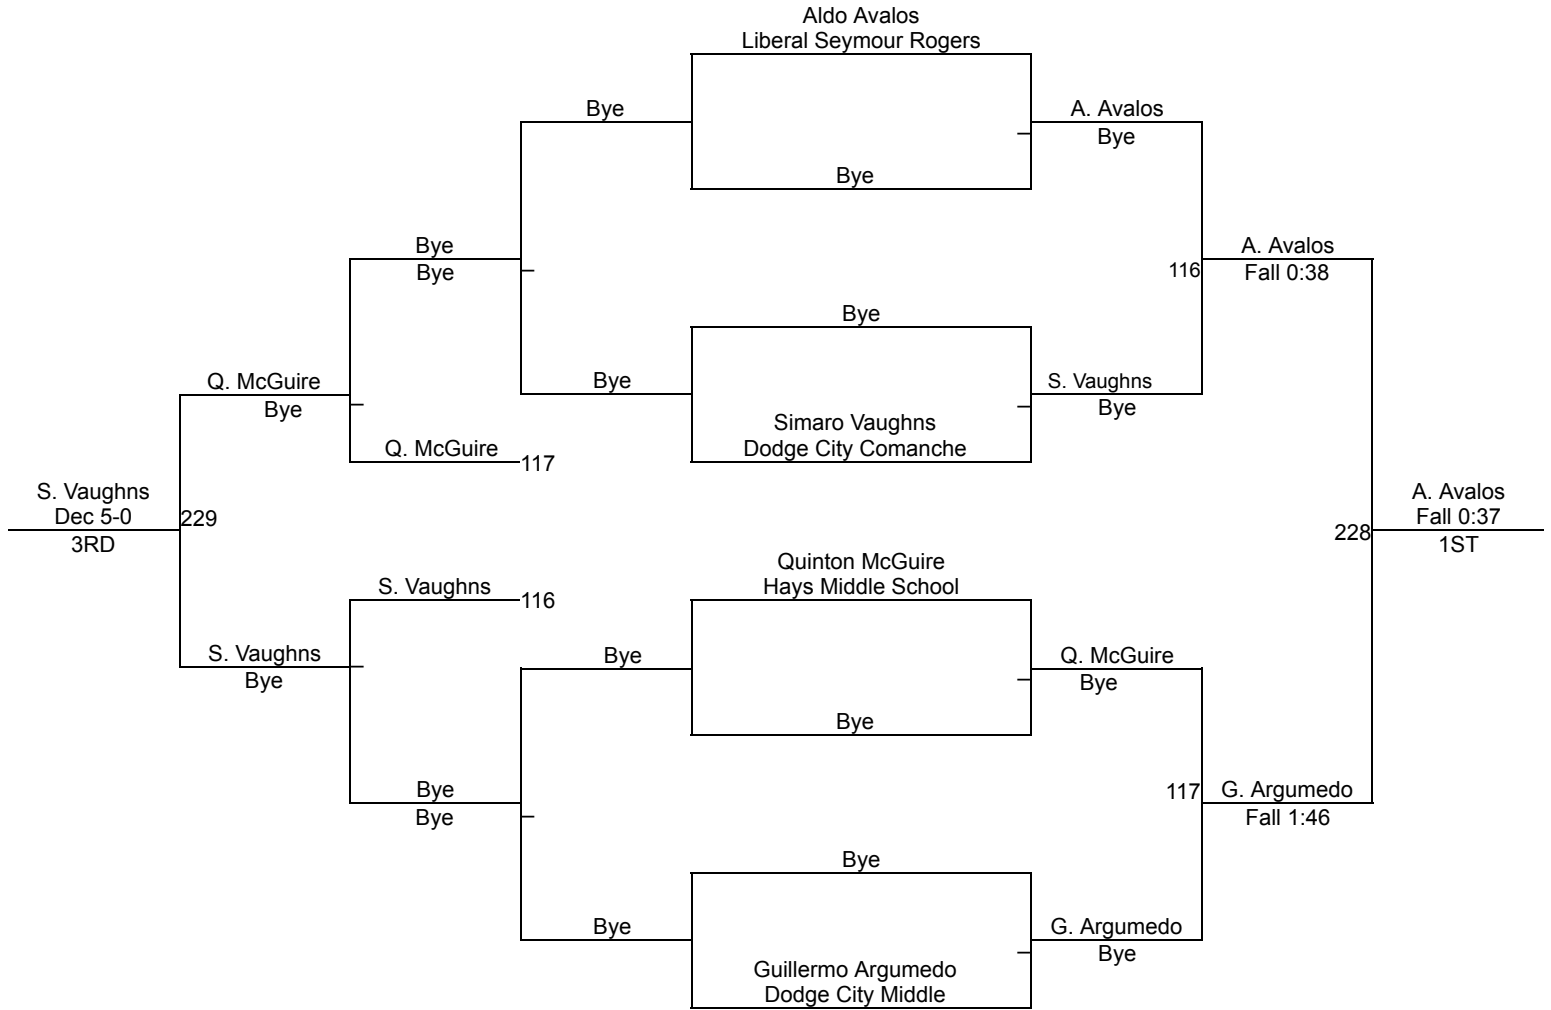 Aldo Avalos
Liberal Seymour Rogers
Bye
A. Avalos
Bye
Bye
Bye
Bye
A. Avalos
116
Fall 0:38
Bye
Q. McGuire
Bye
Bye
S. Vaughns
Bye
Simaro Vaughns
Dodge City Comanche
Q. McGuire
117
S. Vaughns
Dec 5-0
229
3RD
A. Avalos
Fall 0:37
228
1ST
Quinton McGuire
Hays Middle School
S. Vaughns
116
S. Vaughns
Bye
Bye
Q. McGuire
Bye
Bye
Bye
Bye
117
G. Argumedo
Fall 1:46
Bye
Bye
G. Argumedo
Bye
Guillermo Argumedo
Dodge City Middle